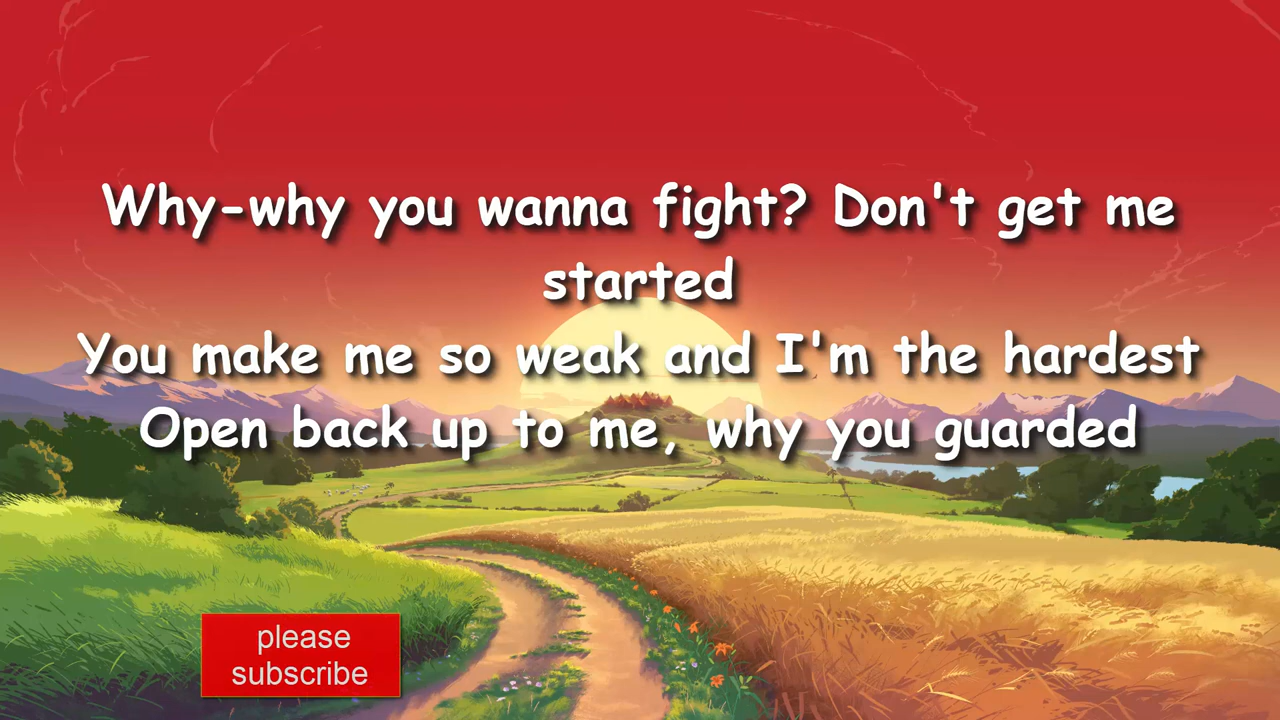 Why-why you wanna fight? Don't get me
started
You make me so weak and I'm the hardest
Open back up to me, why you guarded
please
subscribe